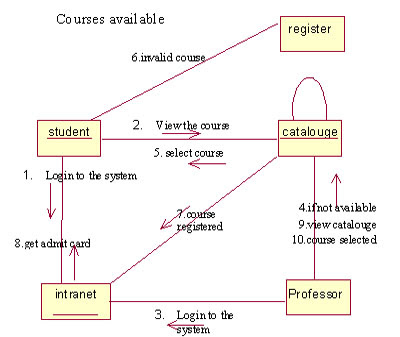 Courses available
register
6.invalid course
student
2. View the course
catalouge
5. select course
1. Login to the system
7.course
registered
4.if not available
9.view catalouge
10.course selected
8.get admit card
intranet
Professor
3. Login to the
system